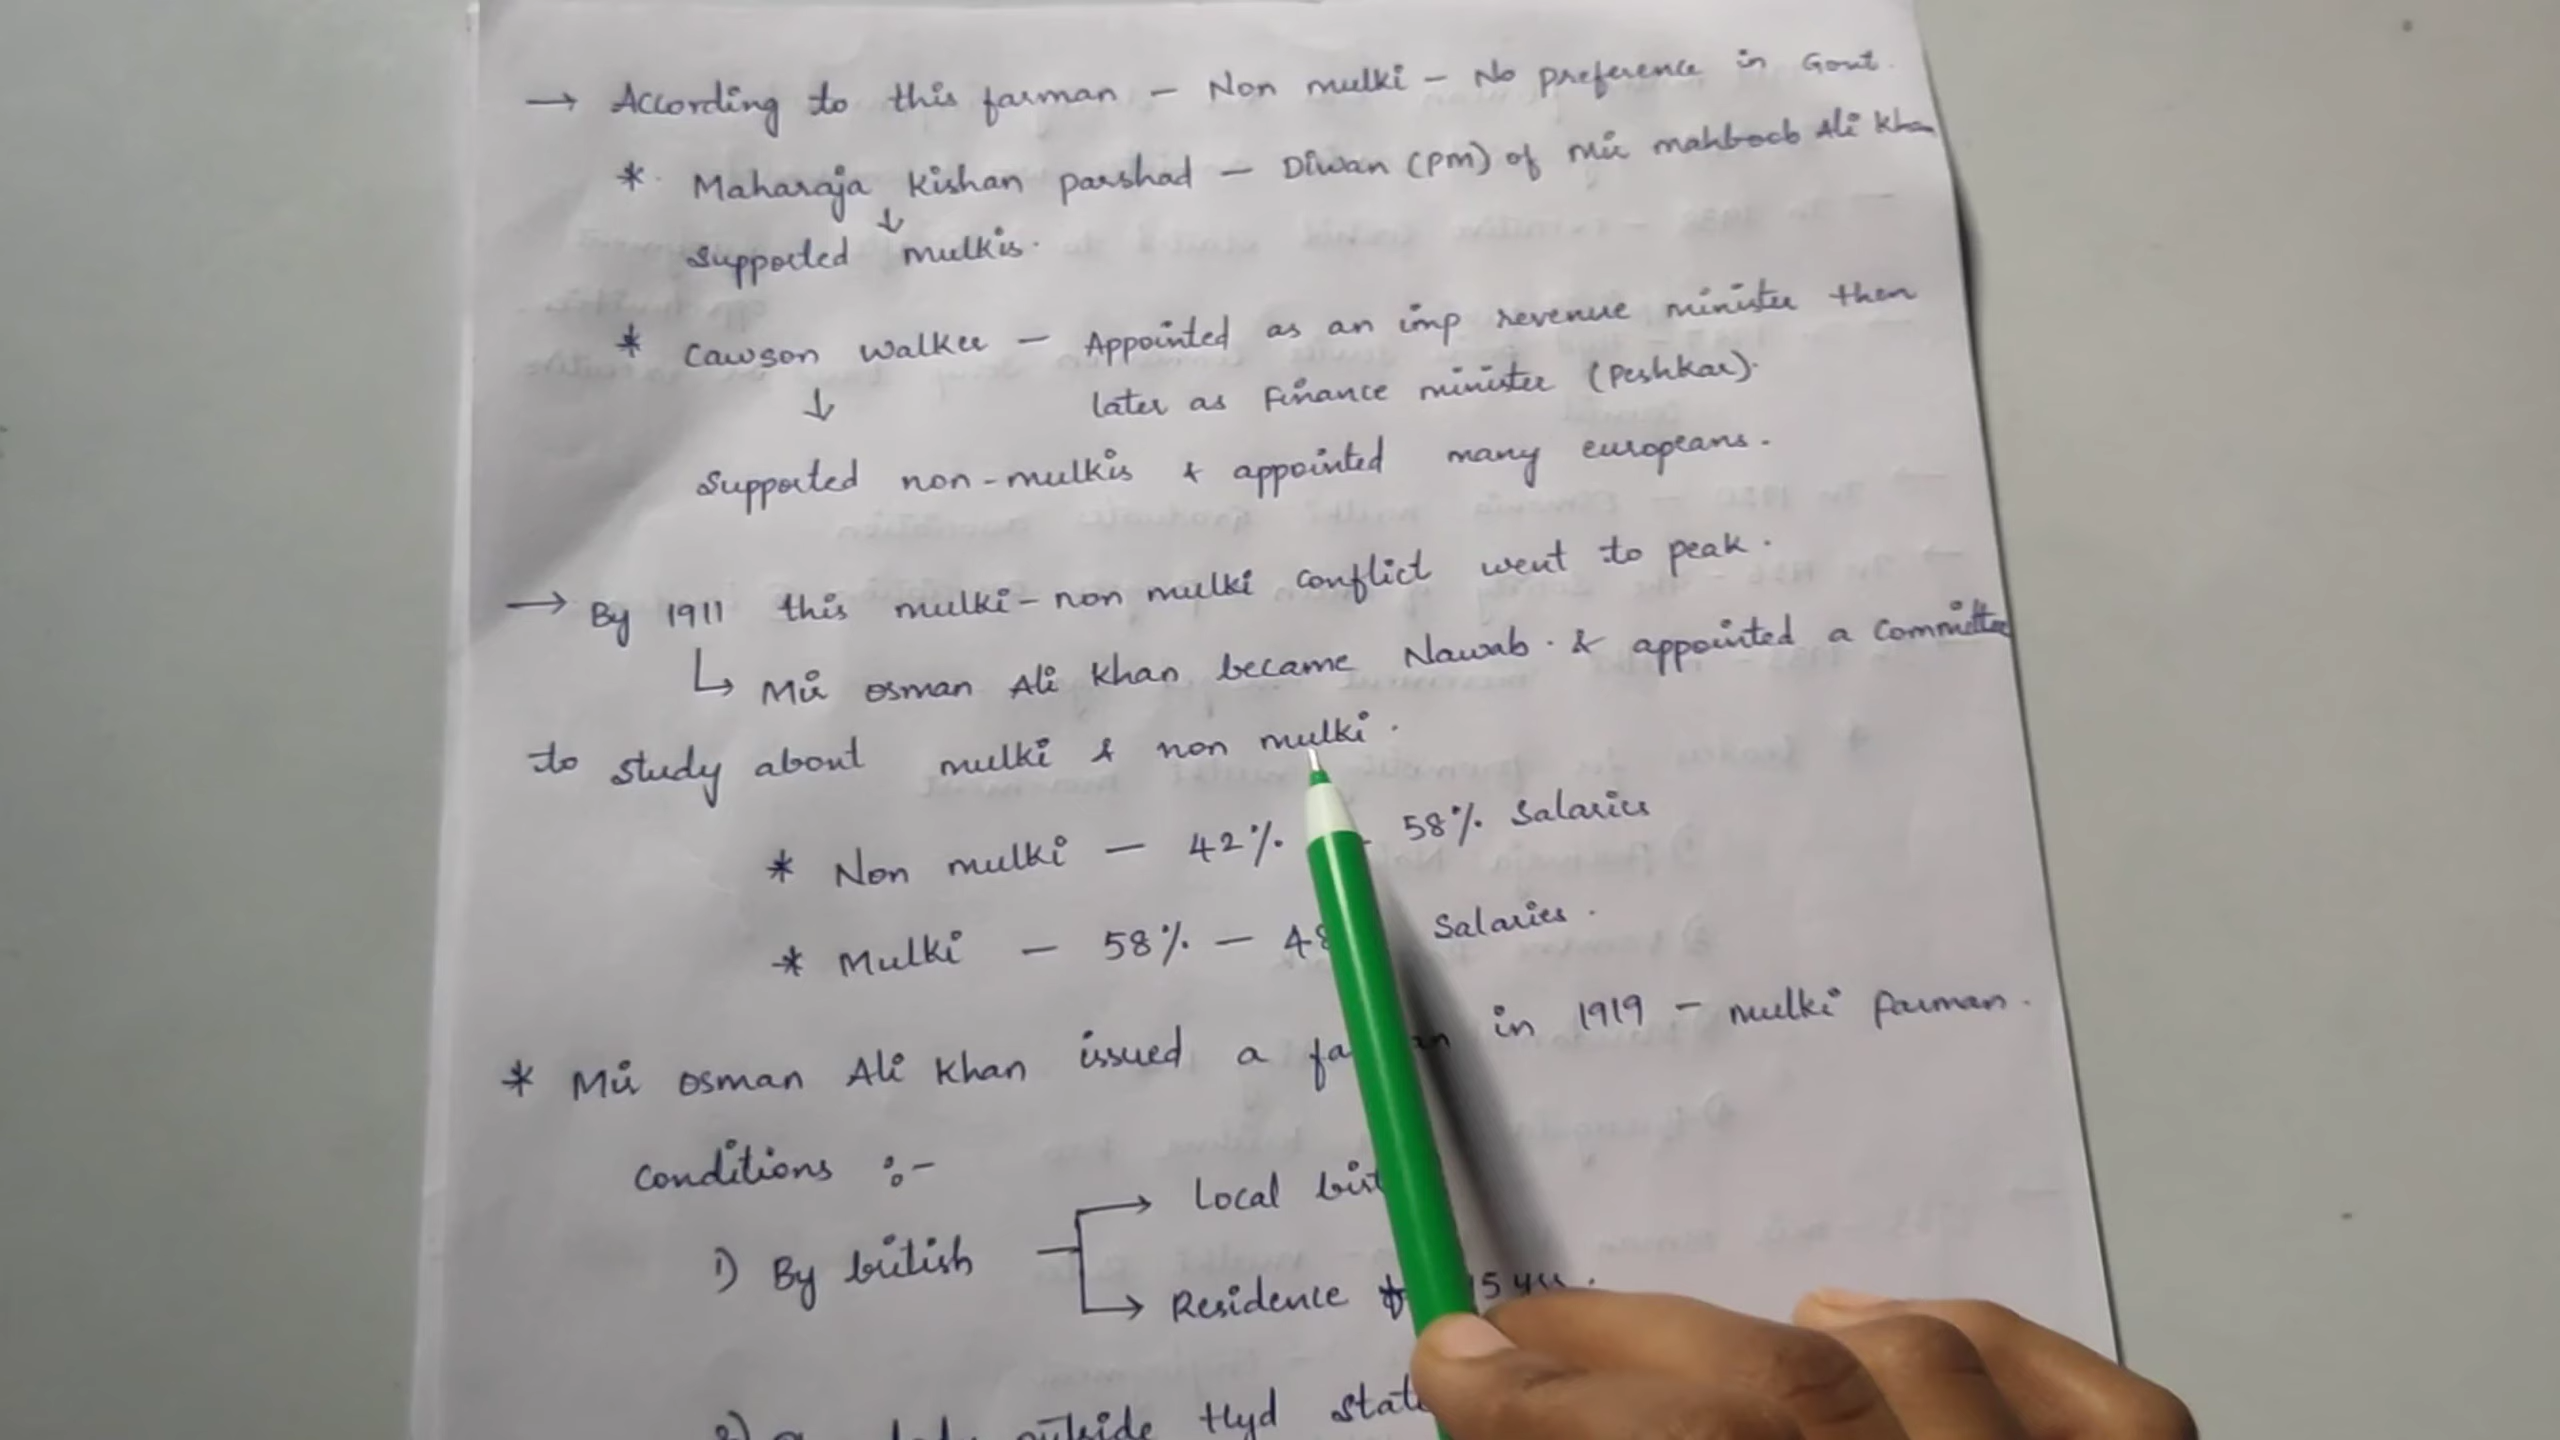 → According to this farman - Non mulki - No preference in Govt.
* Maharaja Kishan parshad - Diwan (PM) of Mir mahboob Ali Khan
↓
Supported mulkis.
* Cawson Walker - Appointed as an imp revenue minister then
↓ later as Finance minister (Peshkar).
Supported non-mulkis & appointed many europeans.
→ By 1911 this mulki-non mulki conflict went to peak.
↳ Mir osman Ali Khan became Nawab. & appointed a Committee
to study about mulki & non mulki.
* Non mulki - 42% - 58% Salaries
* Mulki - 58% - Salaries.
* Mir osman Ali Khan issued a in 1919 - mulki farman.
Conditions :-
→ Local
1) By british
→ Residence 15 yrs.
2) outside Hyd